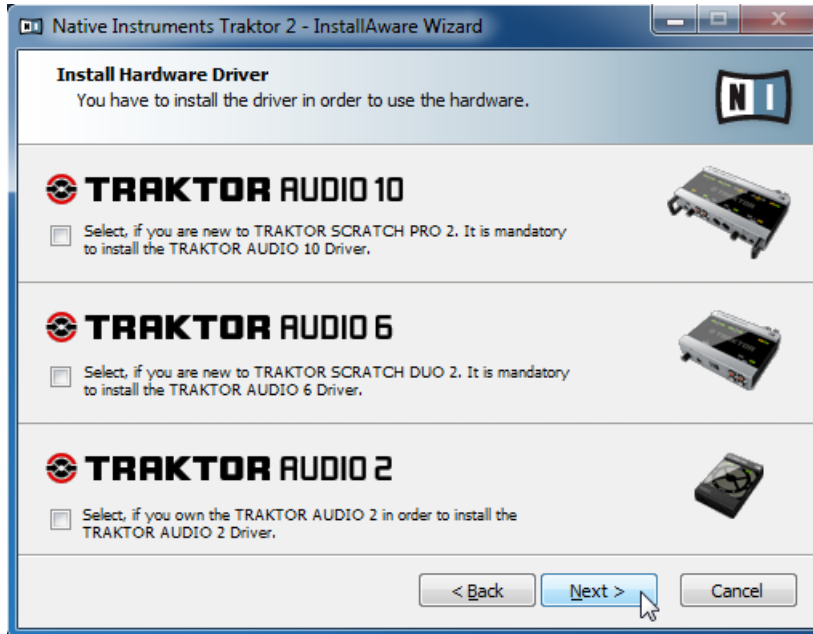 Native Instruments Traktor 2 - InstallAware Wizard
Install Hardware Driver
You have to install the driver in order to use the hardware.
N I
TRAKTOR AUDIO 10
Select, if you are new to TRAKTOR SCRATCH PRO 2. It is mandatory
to install the TRAKTOR AUDIO 10 Driver.
TRAKTOR AUDIO 6
Select, if you are new to TRAKTOR SCRATCH DUO 2. It is mandatory
to install the TRAKTOR AUDIO 6 Driver.
TRAKTOR AUDIO 2
Select, if you own the TRAKTOR AUDIO 2 in order to install the
TRAKTOR AUDIO 2 Driver.
< Back Next > Cancel